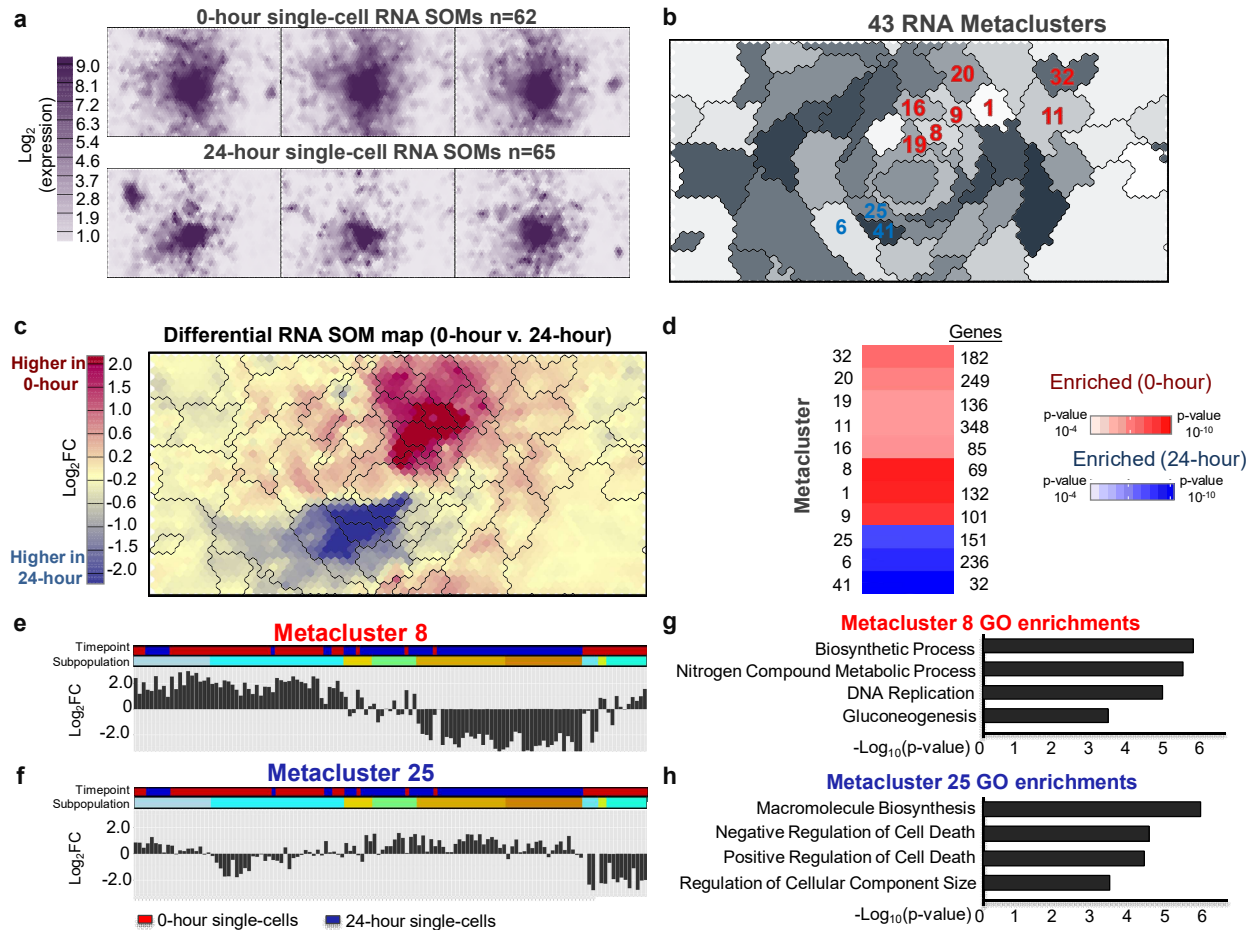 a
0-hour single-cell RNA SOMs n=62
Log2
(expression)
9.0
8.1
7.2
6.3
5.4
4.6
3.7
2.8
1.9
1.0
24-hour single-cell RNA SOMs n=65
b
43 RNA Metaclusters
20
32
16
9
1
11
8
19
25
6
41
c
Differential RNA SOM map (0-hour v. 24-hour)
Higher in
0-hour
Log2FC
2.0
1.5
1.0
0.6
0.2
-0.2
-0.6
-1.0
-1.5
-2.0
Higher in
24-hour
d
Genes
Metacluster
32 182
20 249
19 136
11 348
16 85
8 69
1 132
9 101
25 151
6 236
41 32
Enriched (0-hour)
p-value p-value
10-4 10-10
Enriched (24-hour)
p-value p-value
10-4 10-10
e
Metacluster 8
Timepoint
Subpopulation
Log2FC
2.0
0
-2.0
f
Metacluster 25
Timepoint
Subpopulation
Log2FC
2.0
0
-2.0
0-hour single-cells 24-hour single-cells
g
Metacluster 8 GO enrichments
Biosynthetic Process
Nitrogen Compound Metabolic Process
DNA Replication
Gluconeogenesis
-Log10(p-value) 0 1 2 3 4 5 6
h
Metacluster 25 GO enrichments
Macromolecule Biosynthesis
Negative Regulation of Cell Death
Positive Regulation of Cell Death
Regulation of Cellular Component Size
-Log10(p-value) 0 1 2 3 4 5 6